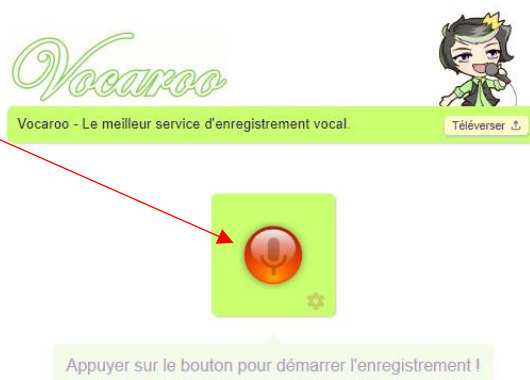 Vocaroo
Vocaroo - Le meilleur service d'enregistrement vocal.
Téléverser
Appuyer sur le bouton pour démarrer l'enregistrement !